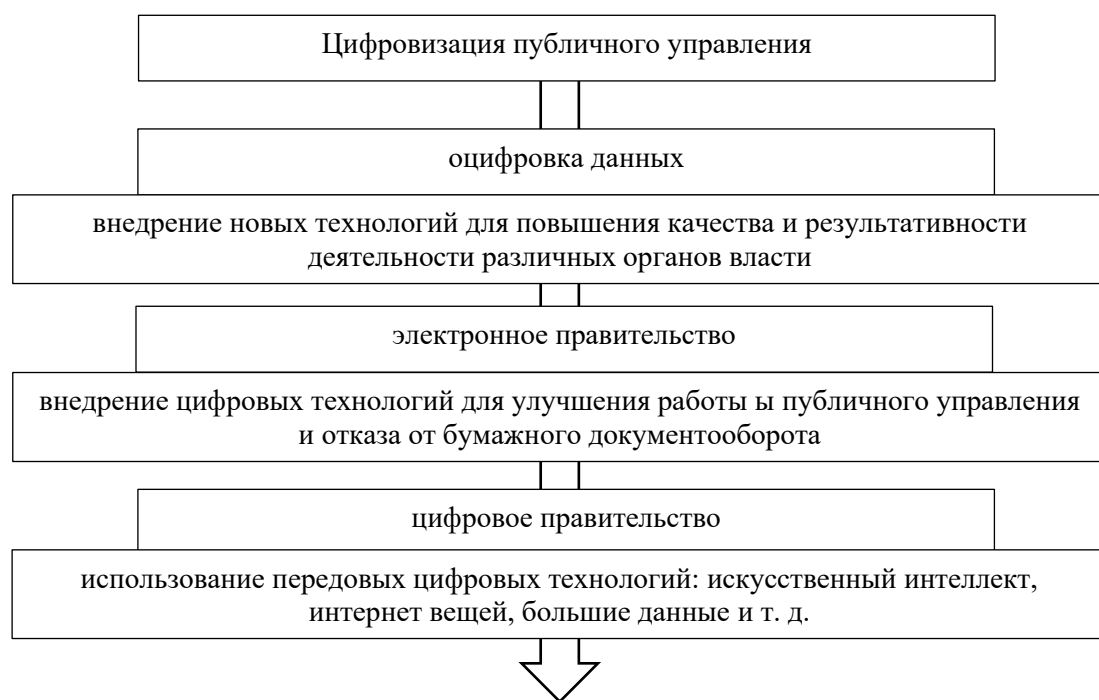 Цифровизация публичного управления
оцифровка данных
внедрение новых технологий для повышения качества и результативности
деятельности различных органов власти
электронное правительство
внедрение цифровых технологий для улучшения работы ы публичного управления
и отказа от бумажного документооборота
цифровое правительство
использование передовых цифровых технологий: искусственный интеллект,
интернет вещей, большие данные и т. д.